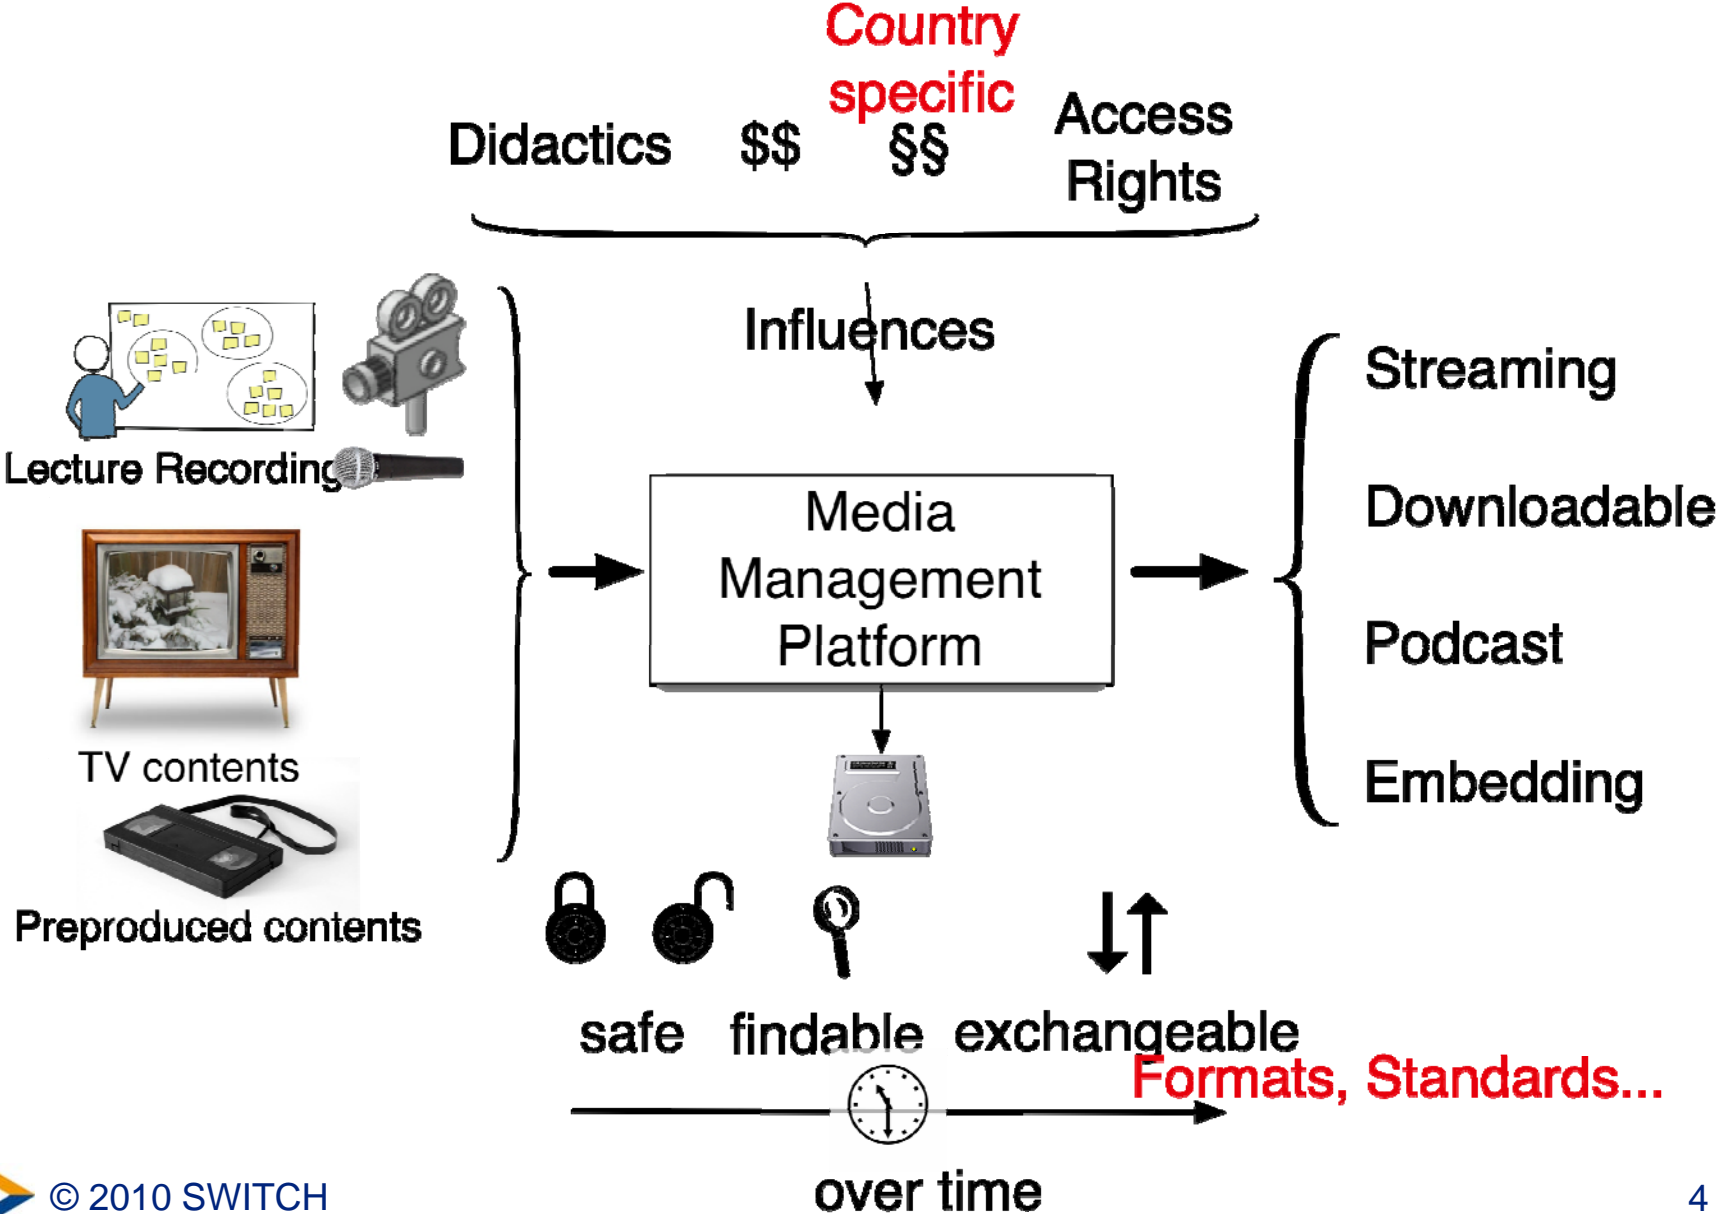 Country
specific
Didactics $$ §§ Access
Rights
Influences
Lecture Recording
Streaming
Downloadable
Media
Management
Platform
Podcast
TV contents
Embedding
Preproduced contents
safe findable exchangeable
Formats, Standards...
over time
© 2010 SWITCH
4